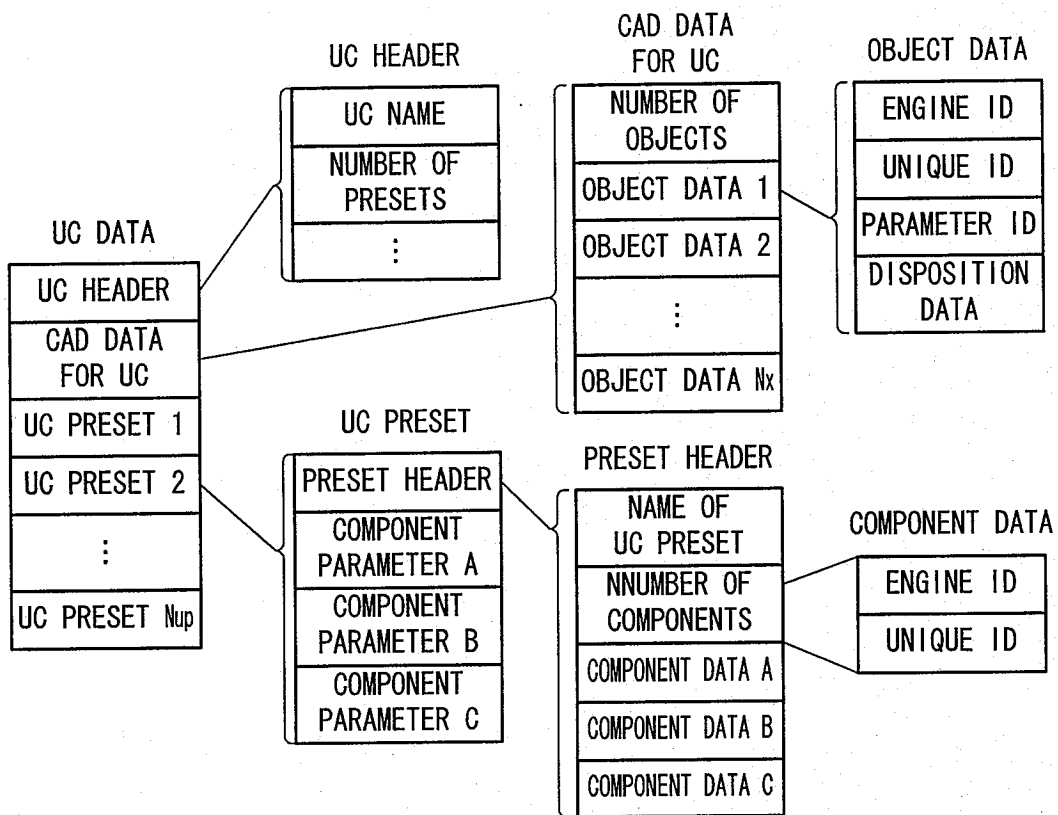 UC DATA
UC HEADER
CAD DATA
FOR UC
UC PRESET 1
UC PRESET 2
⋮
UC PRESET Nup
UC HEADER
UC NAME
NUMBER OF
PRESETS
⋮
CAD DATA
FOR UC
NUMBER OF
OBJECTS
OBJECT DATA 1
OBJECT DATA 2
⋮
OBJECT DATA Nx
OBJECT DATA
ENGINE ID
UNIQUE ID
PARAMETER ID
DISPOSITION
DATA
UC PRESET
PRESET HEADER
COMPONENT
PARAMETER A
COMPONENT
PARAMETER B
COMPONENT
PARAMETER C
PRESET HEADER
NAME OF
UC PRESET
NNUMBER OF
COMPONENTS
COMPONENT DATA A
COMPONENT DATA B
COMPONENT DATA C
COMPONENT DATA
ENGINE ID
UNIQUE ID